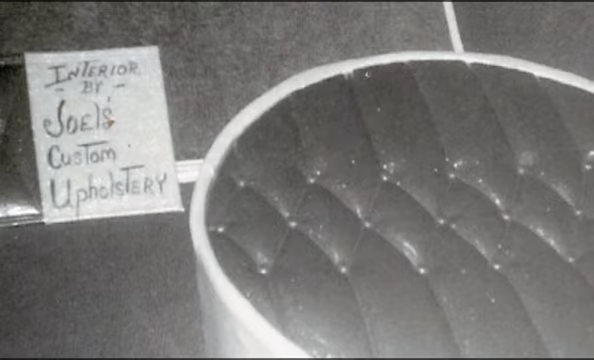 INTERIOR
- BY -
JOEl'S
CUSTOM
UpholSTERY